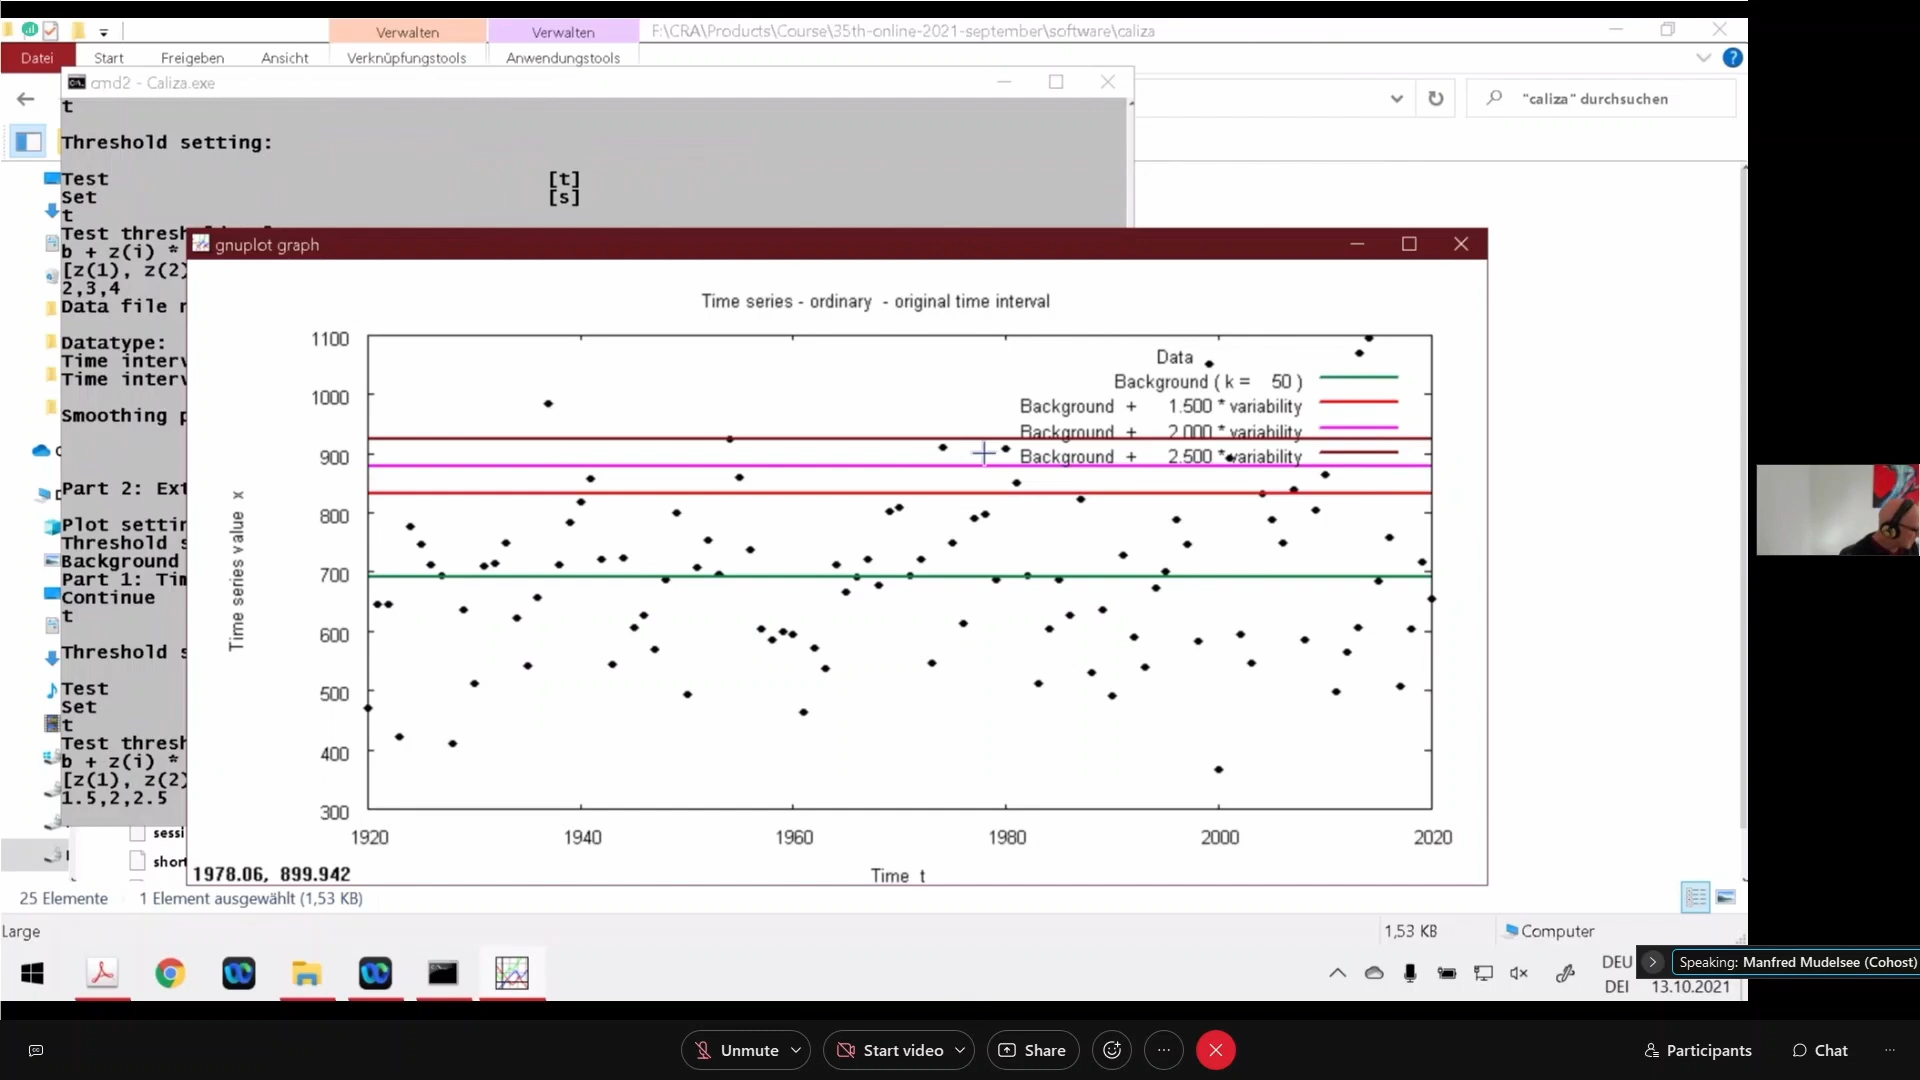 Verwalten
Verwalten
F:\CRA\Products\Course\35th-online-2021-september\software\caliza
Datei
Start
Freigeben
Ansicht
Verknüpfungstools
Anwendungstools
cmd2 - Caliza.exe
"caliza" durchsuchen
t
Threshold setting:
Test [t]
Set [s]
t
Test thresh
b + z(i) *
[z(1), z(2)
2,3,4
Data file n
Datatype:
Time interv
Time interv
Smoothing p
Part 2: Ext
Plot settin
Threshold s
Background
Part 1: Tim
Continue
t
Threshold s
Test
Set
t
Test thresh
b + z(i) *
[z(1), z(2)
1.5,2,2.5
gnuplot graph
Time series - ordinary - original time interval
Data
Background ( k = 50 )
Background + 1.500 * variability
Background + 2.000 * variability
Background + 2.500 * variability
Time series value x
1100
1000
900
800
700
600
500
400
300
1920
1940
1960
1980
2000
2020
Time t
1978.06, 899.942
sessi
short
25 Elemente
1 Element ausgewählt (1,53 KB)
Large
1,53 KB
Computer
DEU
DEI
13.10.2021
Speaking: Manfred Mudelsee (Cohost)
Unmute
Start video
Share
Participants
Chat